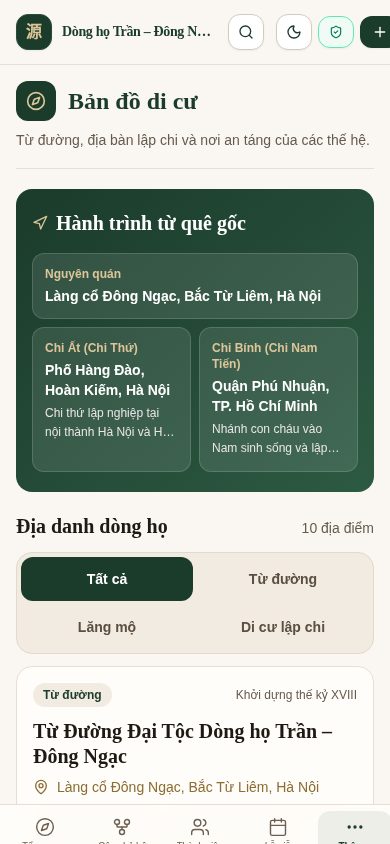 源 Dòng họ Trần – Đông N…
Bản đồ di cư
Từ đường, địa bàn lập chi và nơi an táng của các thế hệ.
Hành trình từ quê gốc
Nguyên quán
Làng cổ Đông Ngạc, Bắc Từ Liêm, Hà Nội
Chi Ất (Chi Thứ)
Phố Hàng Đào,
Hoàn Kiếm, Hà Nội
Chi thứ lập nghiệp tại
nội thành Hà Nội và H…
Chi Bính (Chi Nam
Tiến)
Quận Phú Nhuận,
TP. Hồ Chí Minh
Nhánh con cháu vào
Nam sinh sống và lập…
Địa danh dòng họ
10 địa điểm
Tất cả
Từ đường
Lăng mộ
Di cư lập chi
Từ đường
Khởi dựng thế kỷ XVIII
Từ Đường Đại Tộc Dòng họ Trần –
Đông Ngạc
Làng cổ Đông Ngạc, Bắc Từ Liêm, Hà Nội